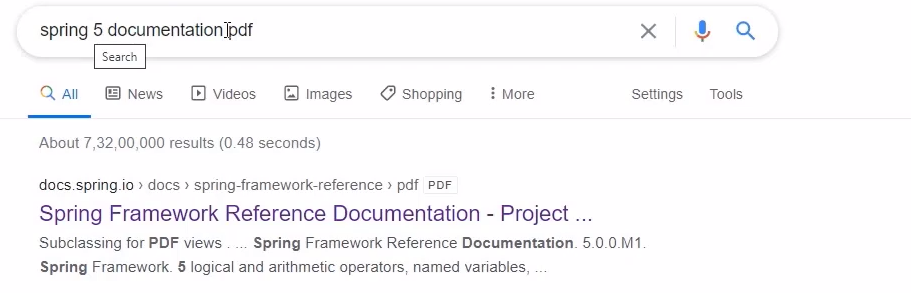 spring 5 documentation pdf
Search
All News Videos Images Shopping More Settings Tools
About 7,32,00,000 results (0.48 seconds)
docs.spring.io › docs › spring-framework-reference › pdf PDF
Spring Framework Reference Documentation - Project ...
Subclassing for PDF views . ... Spring Framework Reference Documentation. 5.0.0.M1.
Spring Framework. 5 logical and arithmetic operators, named variables, ...